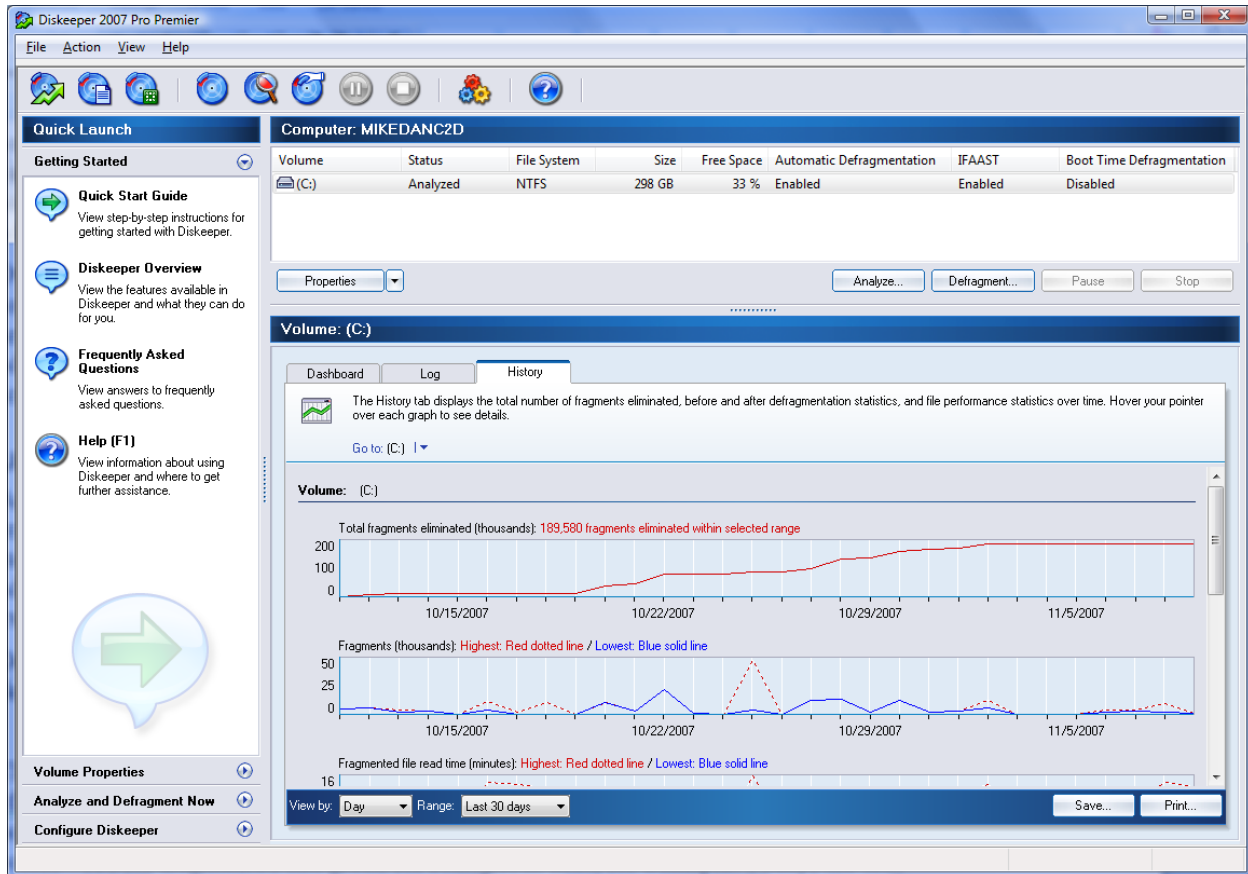 Diskeeper 2007 Pro Premier
File Action View Help
Quick Launch
Getting Started
Quick Start Guide
View step-by-step instructions for
getting started with Diskeeper.
Diskeeper Overview
View the features available in
Diskeeper and what they can do
for you.
Frequently Asked
Questions
View answers to frequently
asked questions.
Help (F1)
View information about using
Diskeeper and where to get
further assistance.
Volume Properties
Analyze and Defragment Now
Configure Diskeeper
Computer: MIKEDANC2D
Volume Status File System Size Free Space Automatic Defragmentation IFAAST Boot Time Defragmentation
(C:) Analyzed NTFS 298 GB 33 % Enabled Enabled Disabled
Properties Analyze... Defragment... Pause Stop
Volume: (C:)
Dashboard Log History
The History tab displays the total number of fragments eliminated, before and after defragmentation statistics, and file performance statistics over time. Hover your pointer
over each graph to see details.
Go to: (C:)
Volume: (C:)
Total fragments eliminated (thousands): 189,580 fragments eliminated within selected range
200
100
0
10/15/2007 10/22/2007 10/29/2007 11/5/2007
Fragments (thousands): Highest: Red dotted line / Lowest: Blue solid line
50
25
0
10/15/2007 10/22/2007 10/29/2007 11/5/2007
Fragmented file read time (minutes): Highest: Red dotted line / Lowest: Blue solid line
16
View by: Day Range: Last 30 days Save... Print...